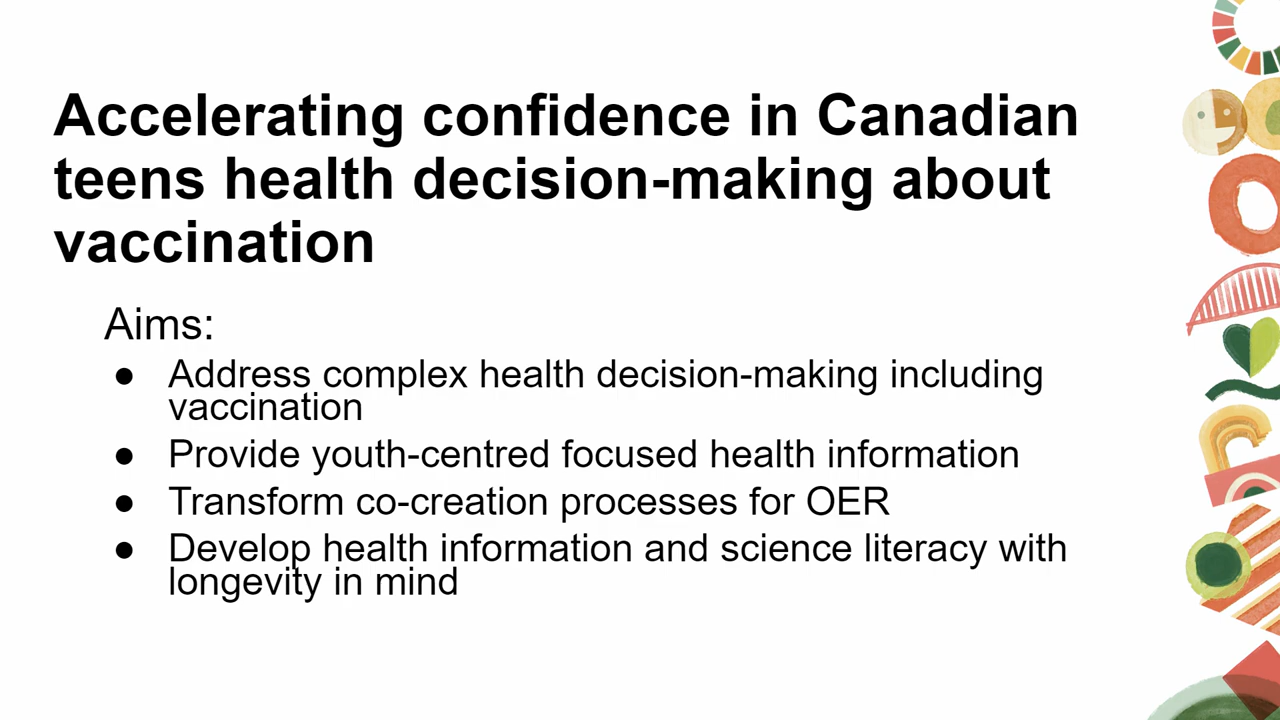 Accelerating confidence in Canadian
teens health decision-making about
vaccination
Aims:
● Address complex health decision-making including
vaccination
● Provide youth-centred focused health information
● Transform co-creation processes for OER
● Develop health information and science literacy with
longevity in mind